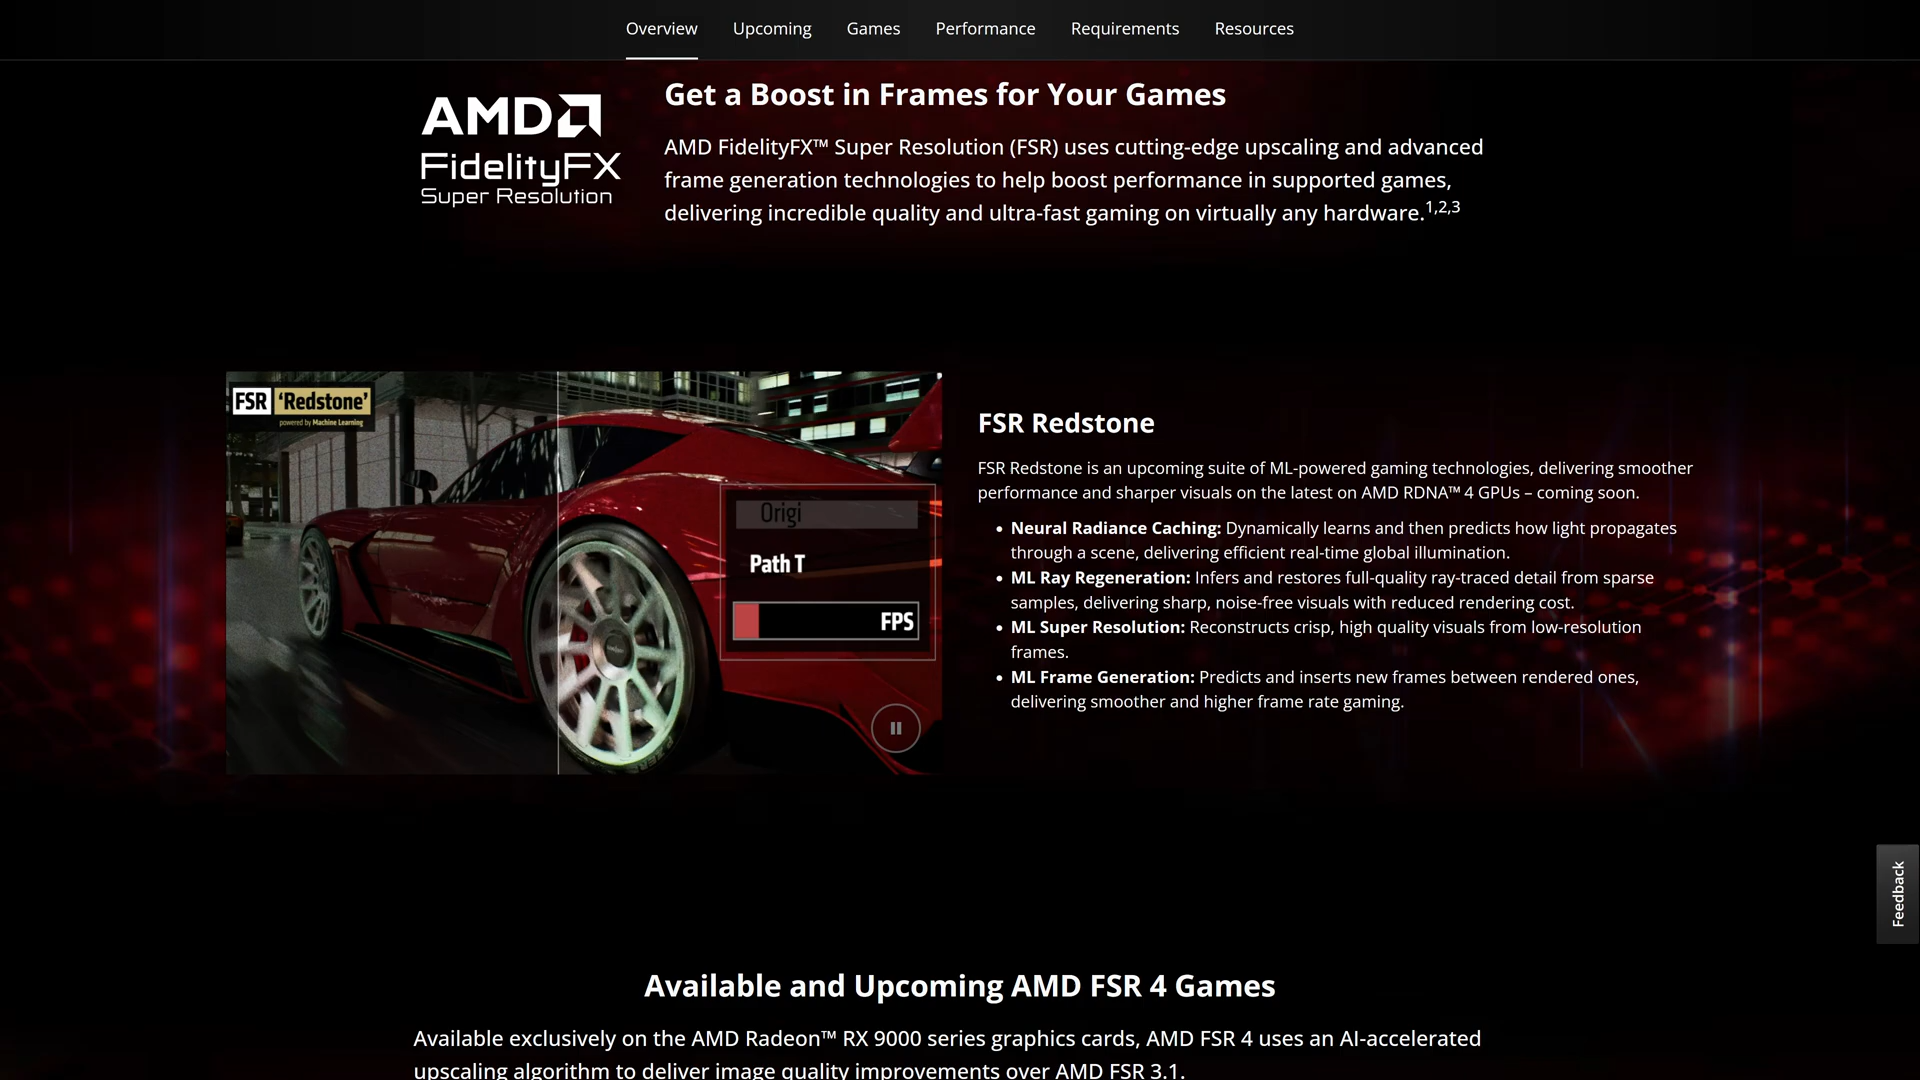 Overview Upcoming Games Performance Requirements Resources
AMD
FidelityFX
Super Resolution
Get a Boost in Frames for Your Games
AMD FidelityFX™ Super Resolution (FSR) uses cutting-edge upscaling and advanced
frame generation technologies to help boost performance in supported games,
delivering incredible quality and ultra-fast gaming on virtually any hardware.1,2,3
FSR 'Redstone'
powered by Machine Learning
Origi
Path T
FPS
FSR Redstone
FSR Redstone is an upcoming suite of ML-powered gaming technologies, delivering smoother
performance and sharper visuals on the latest on AMD RDNA™ 4 GPUs – coming soon.
• Neural Radiance Caching: Dynamically learns and then predicts how light propagates
through a scene, delivering efficient real-time global illumination.
• ML Ray Regeneration: Infers and restores full-quality ray-traced detail from sparse
samples, delivering sharp, noise-free visuals with reduced rendering cost.
• ML Super Resolution: Reconstructs crisp, high quality visuals from low-resolution
frames.
• ML Frame Generation: Predicts and inserts new frames between rendered ones,
delivering smoother and higher frame rate gaming.
Feedback
Available and Upcoming AMD FSR 4 Games
Available exclusively on the AMD Radeon™ RX 9000 series graphics cards, AMD FSR 4 uses an AI-accelerated
upscaling algorithm to deliver image quality improvements over AMD FSR 3.1.